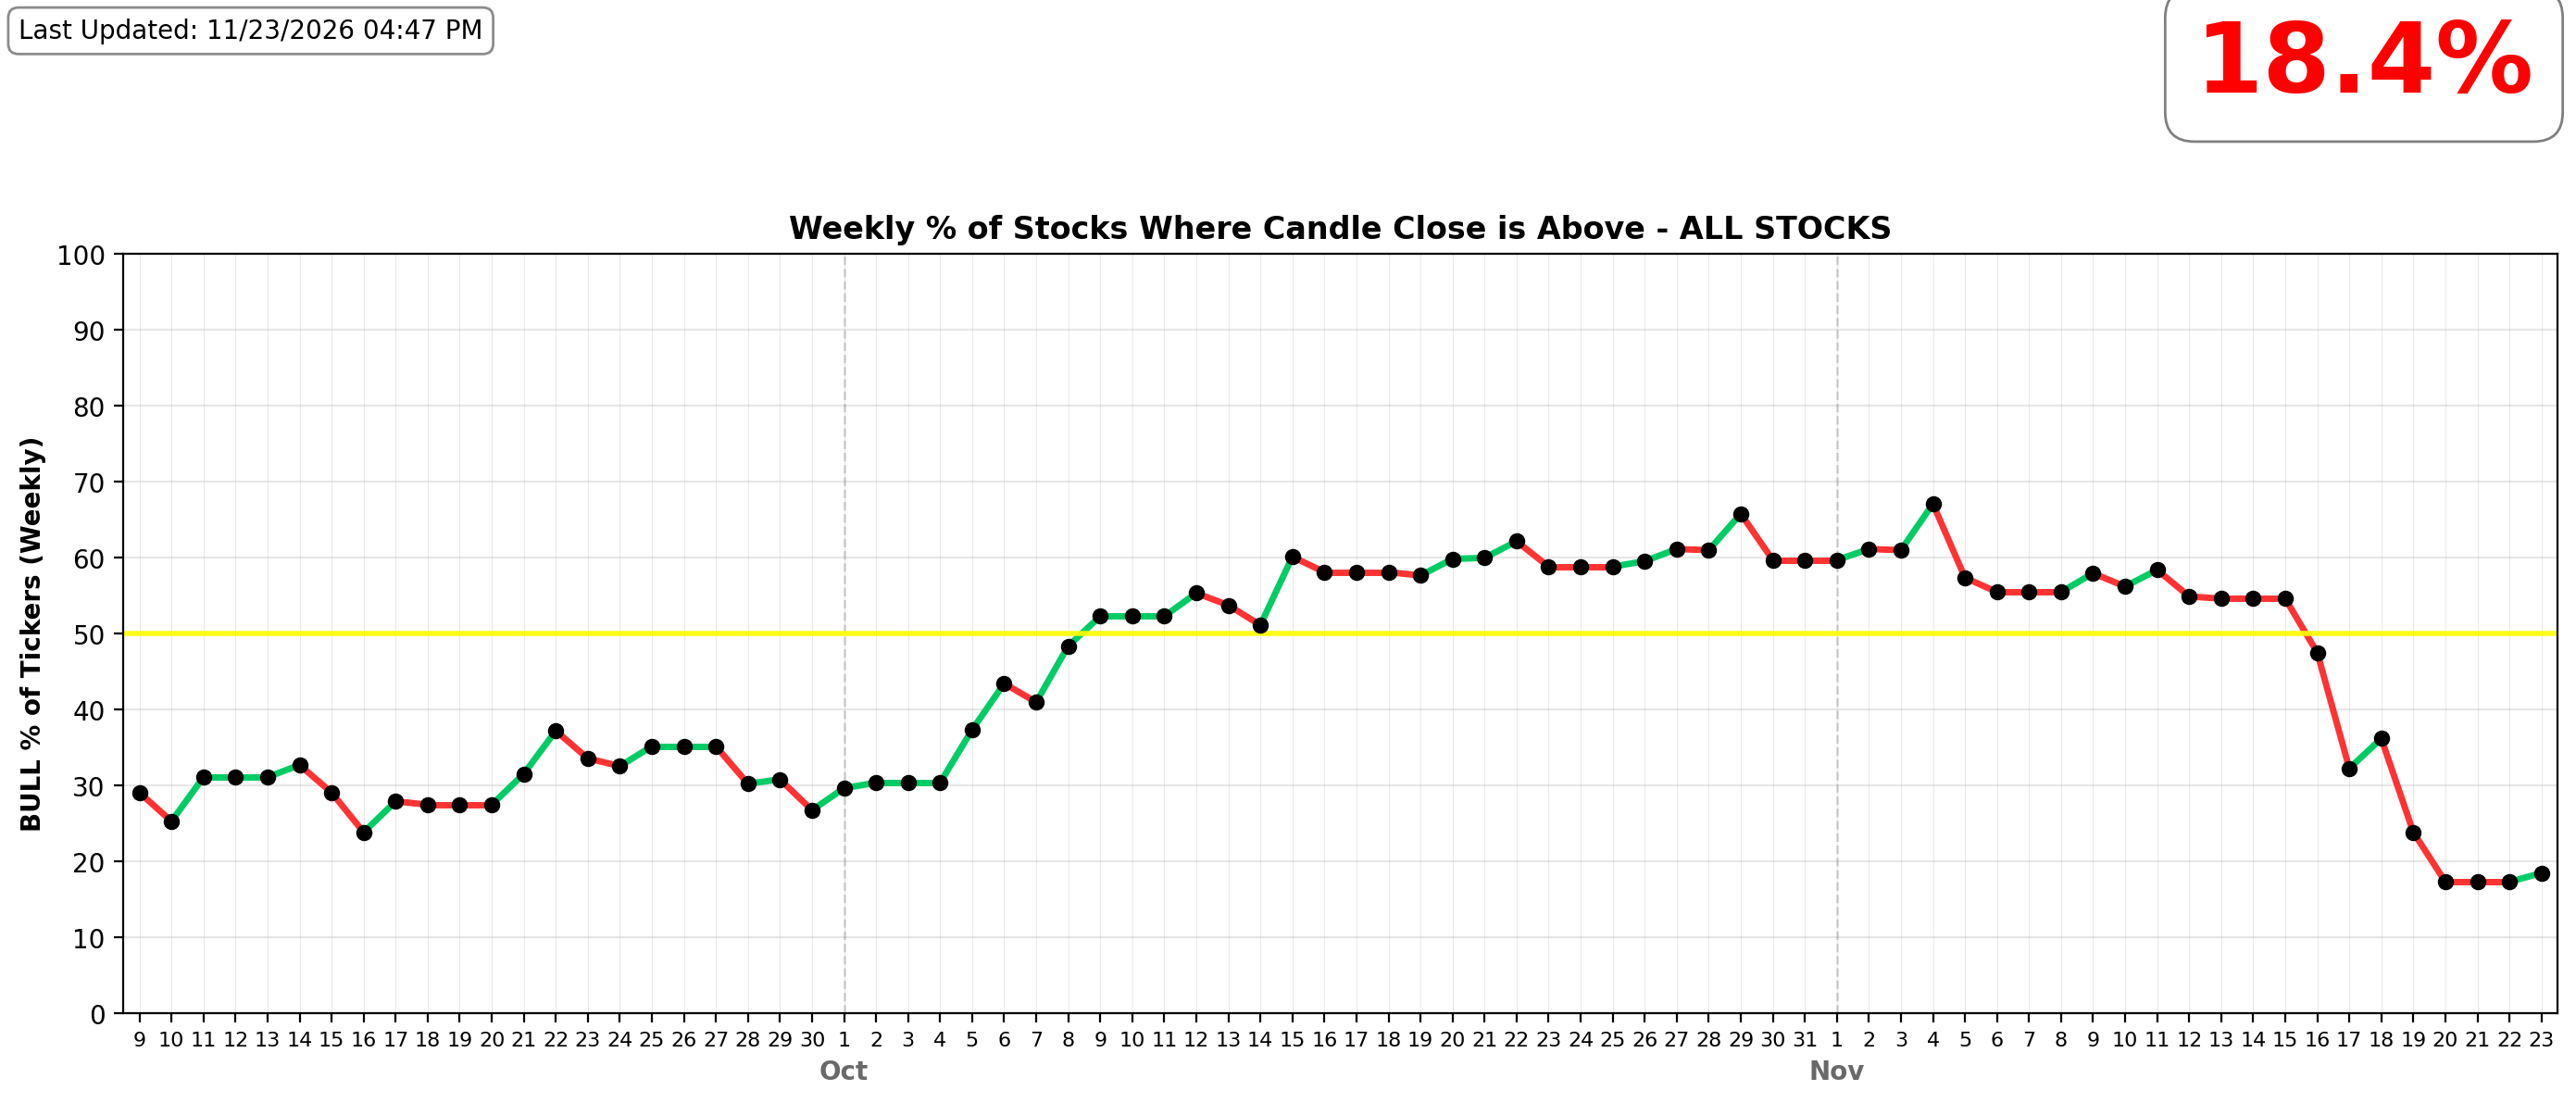 Last Updated: 11/23/2026 04:47 PM
18.4%
Weekly % of Stocks Where Candle Close is Above - ALL STOCKS
BULL % of Tickers (Weekly)
100
90
80
70
60
50
40
30
20
10
0
9 10 11 12 13 14 15 16 17 18 19 20 21 22 23 24 25 26 27 28 29 30 1 2 3 4 5 6 7 8 9 10 11 12 13 14 15 16 17 18 19 20 21 22 23 24 25 26 27 28 29 30 31 1 2 3 4 5 6 7 8 9 10 11 12 13 14 15 16 17 18 19 20 21 22 23
Oct Nov